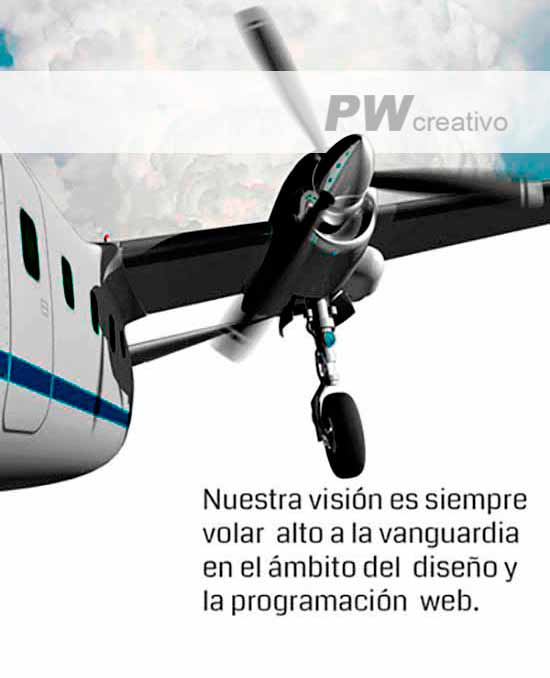 PW creativo
Nuestra visión es siempre
volar alto a la vanguardia
en el ámbito del diseño y
la programación web.